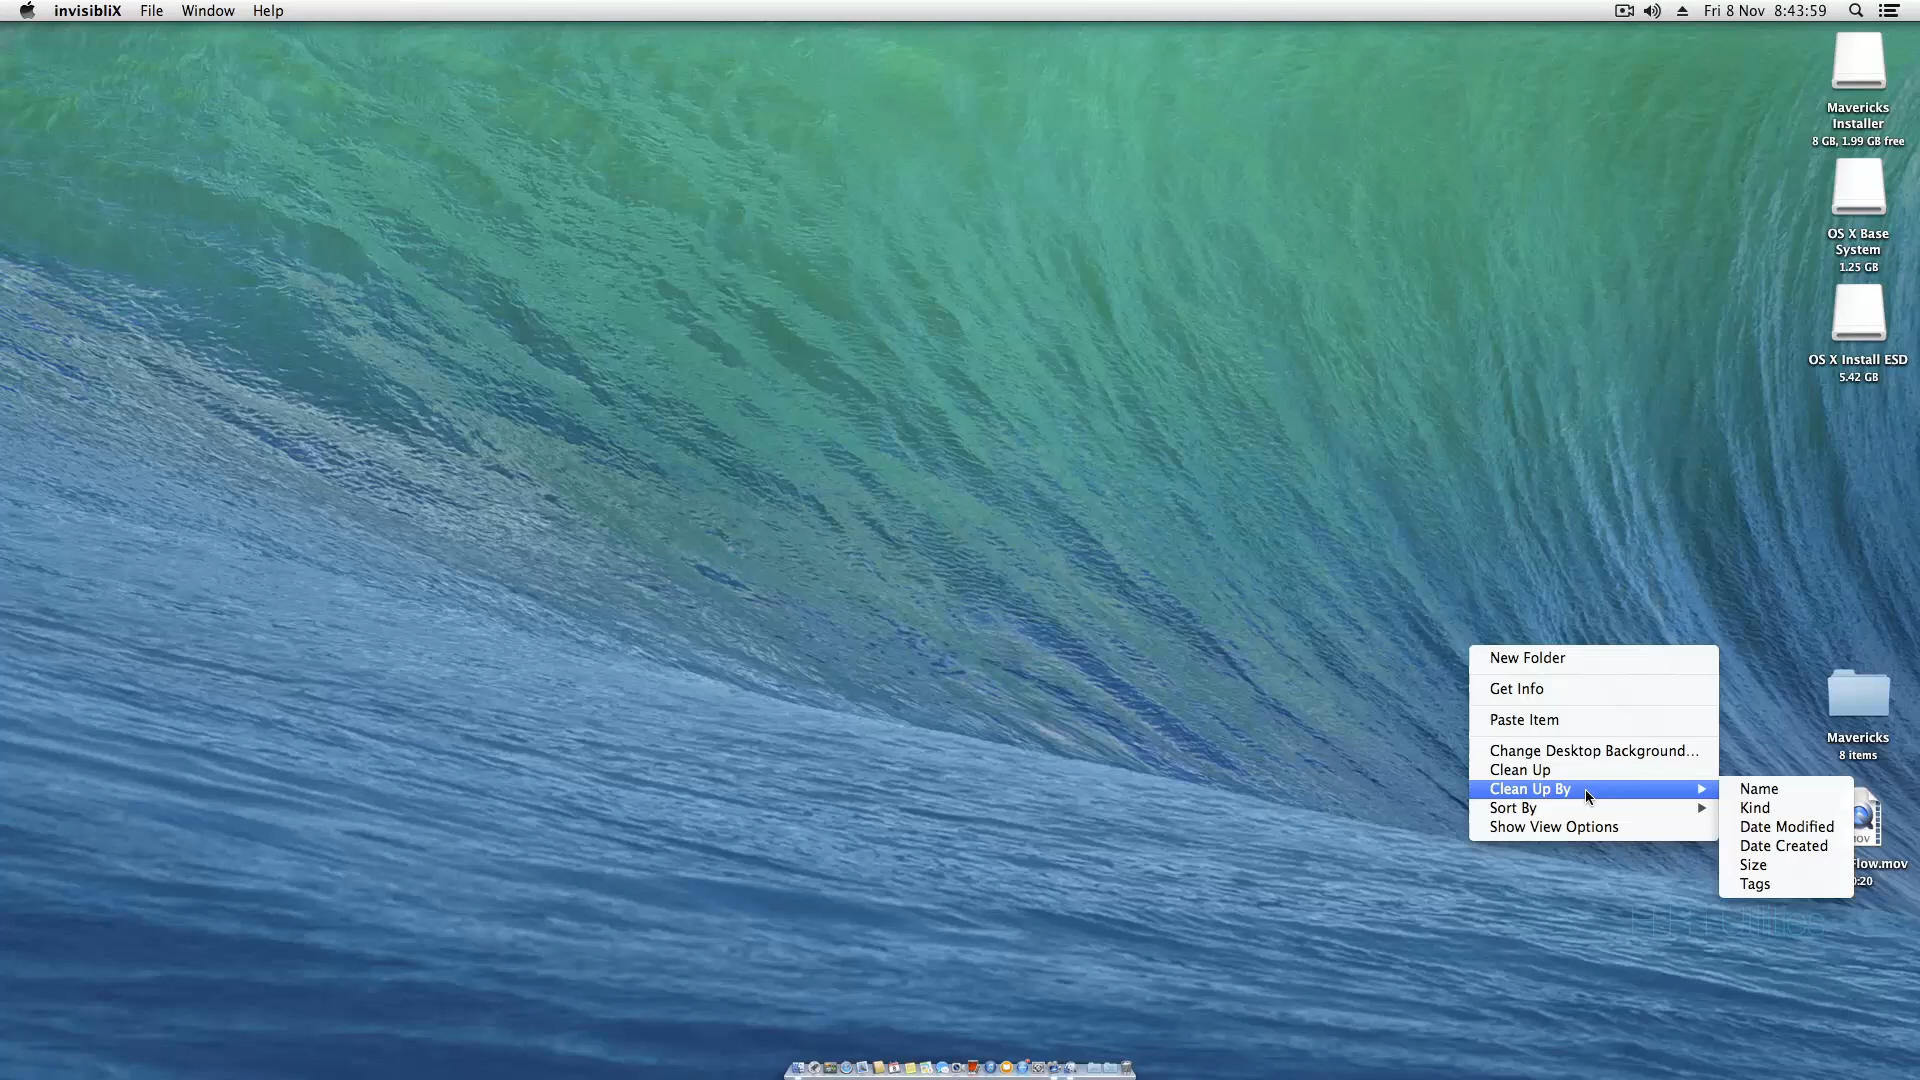 invisibliX File Window Help
Fri 8 Nov 8:43:59
Mavericks
Installer
8 GB, 1.99 GB free
OS X Base
System
1.25 GB
OS X Install ESD
5.42 GB
Mavericks
8 items
New Folder
Get Info
Paste Item
Change Desktop Background...
Clean Up
Clean Up By
Sort By
Show View Options
Name
Kind
Date Modified
Date Created
Size
Tags
MOV
Flow.mov
:20